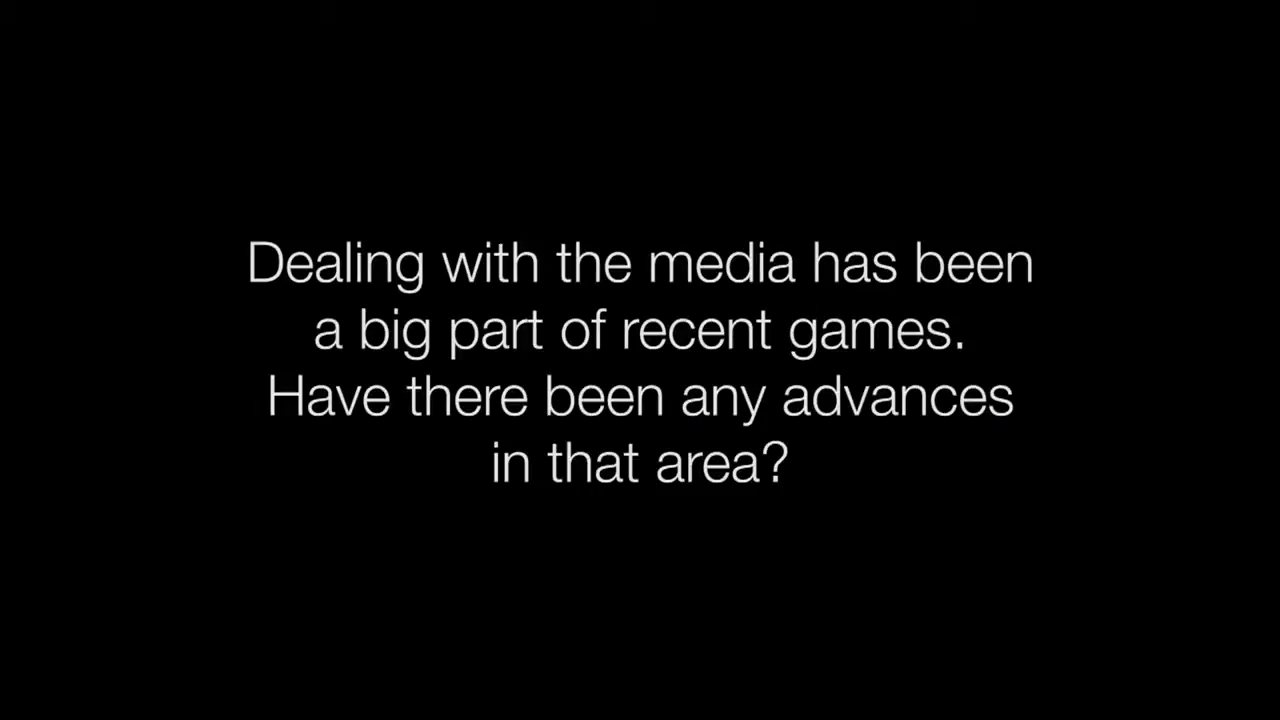 Dealing with the media has been
a big part of recent games.
Have there been any advances
in that area?